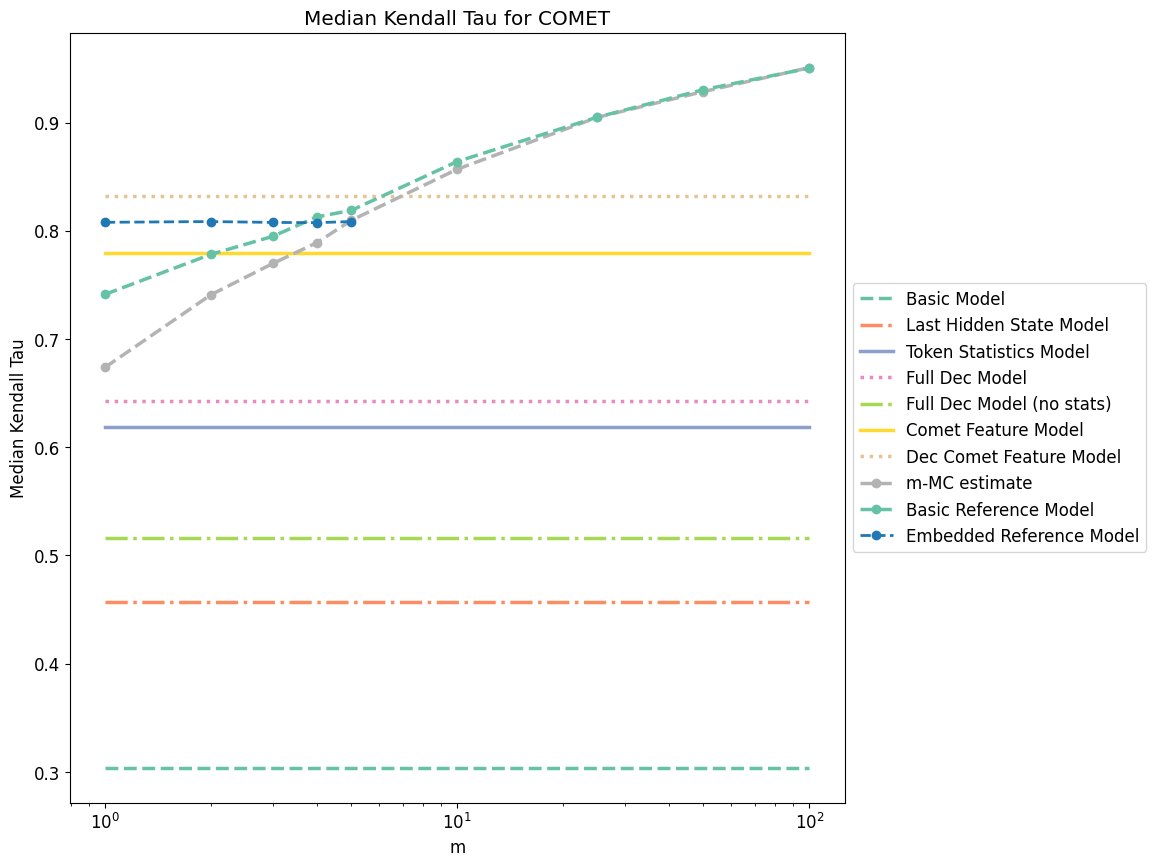 Median Kendall Tau for COMET
Median Kendall Tau
0.9
0.8
0.7
0.6
0.5
0.4
0.3
10⁰
10¹
10²
m
Basic Model
Last Hidden State Model
Token Statistics Model
Full Dec Model
Full Dec Model (no stats)
Comet Feature Model
Dec Comet Feature Model
m-MC estimate
Basic Reference Model
Embedded Reference Model